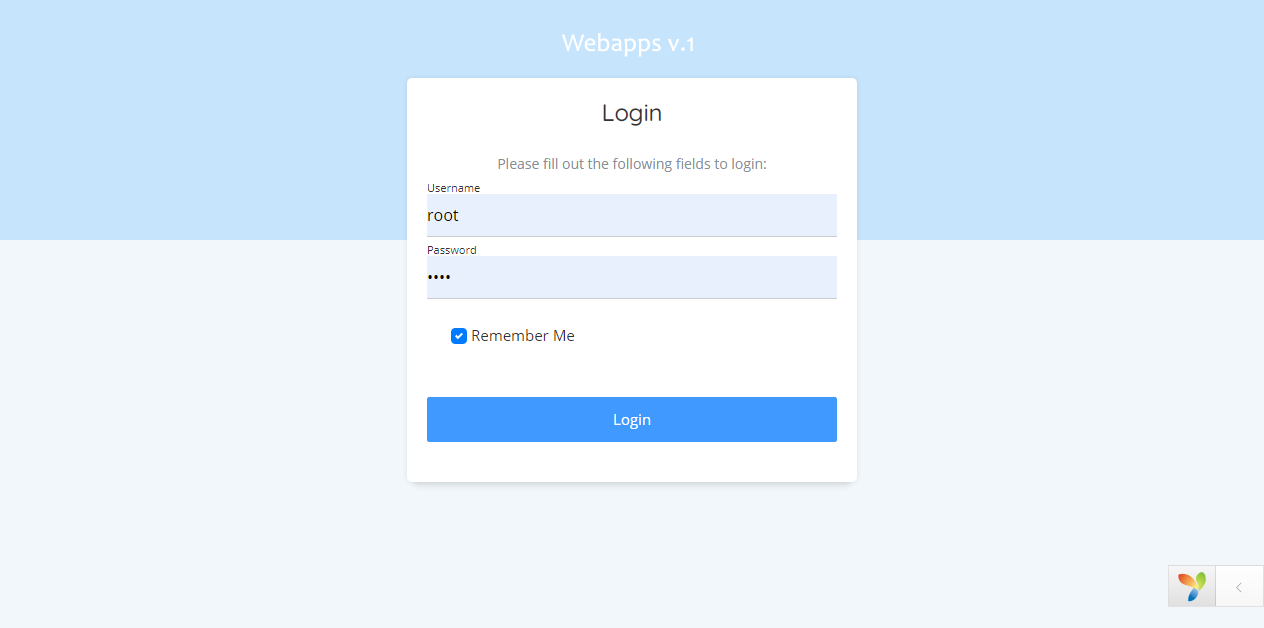 Webapps v.1
Login
Please fill out the following fields to login:
Username
root
Password
••••
Remember Me
Login